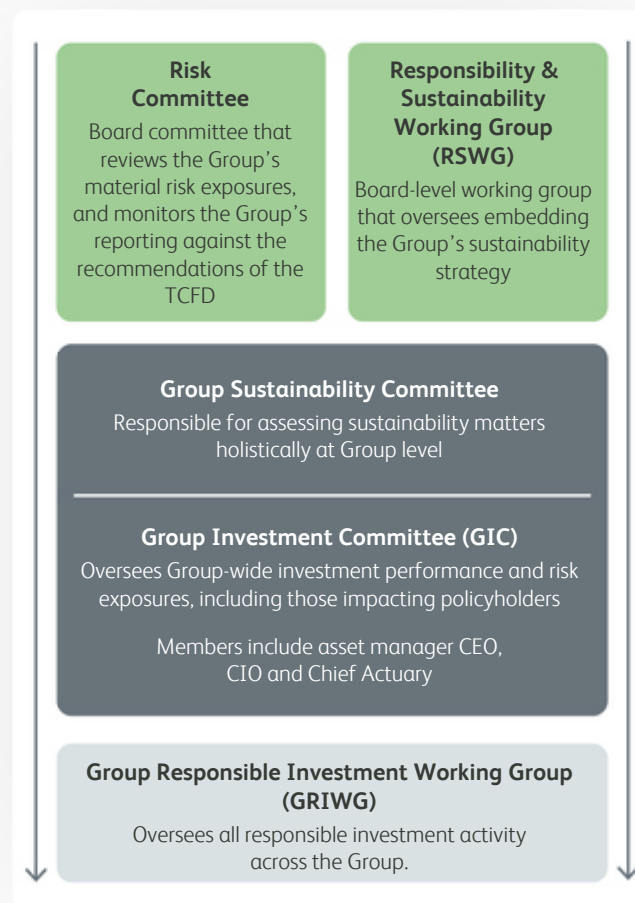 Risk
Committee
Board committee that
reviews the Group’s
material risk exposures,
and monitors the Group’s
reporting against the
recommendations of the
TCFD
Responsibility &
Sustainability
Working Group
(RSWG)
Board-level working group
that oversees embedding
the Group’s sustainability
strategy
Group Sustainability Committee
Responsible for assessing sustainability matters
holistically at Group level
Group Investment Committee (GIC)
Oversees Group-wide investment performance and risk
exposures, including those impacting policyholders
Members include asset manager CEO,
CIO and Chief Actuary
Group Responsible Investment Working Group
(GRIWG)
Oversees all responsible investment activity
across the Group.